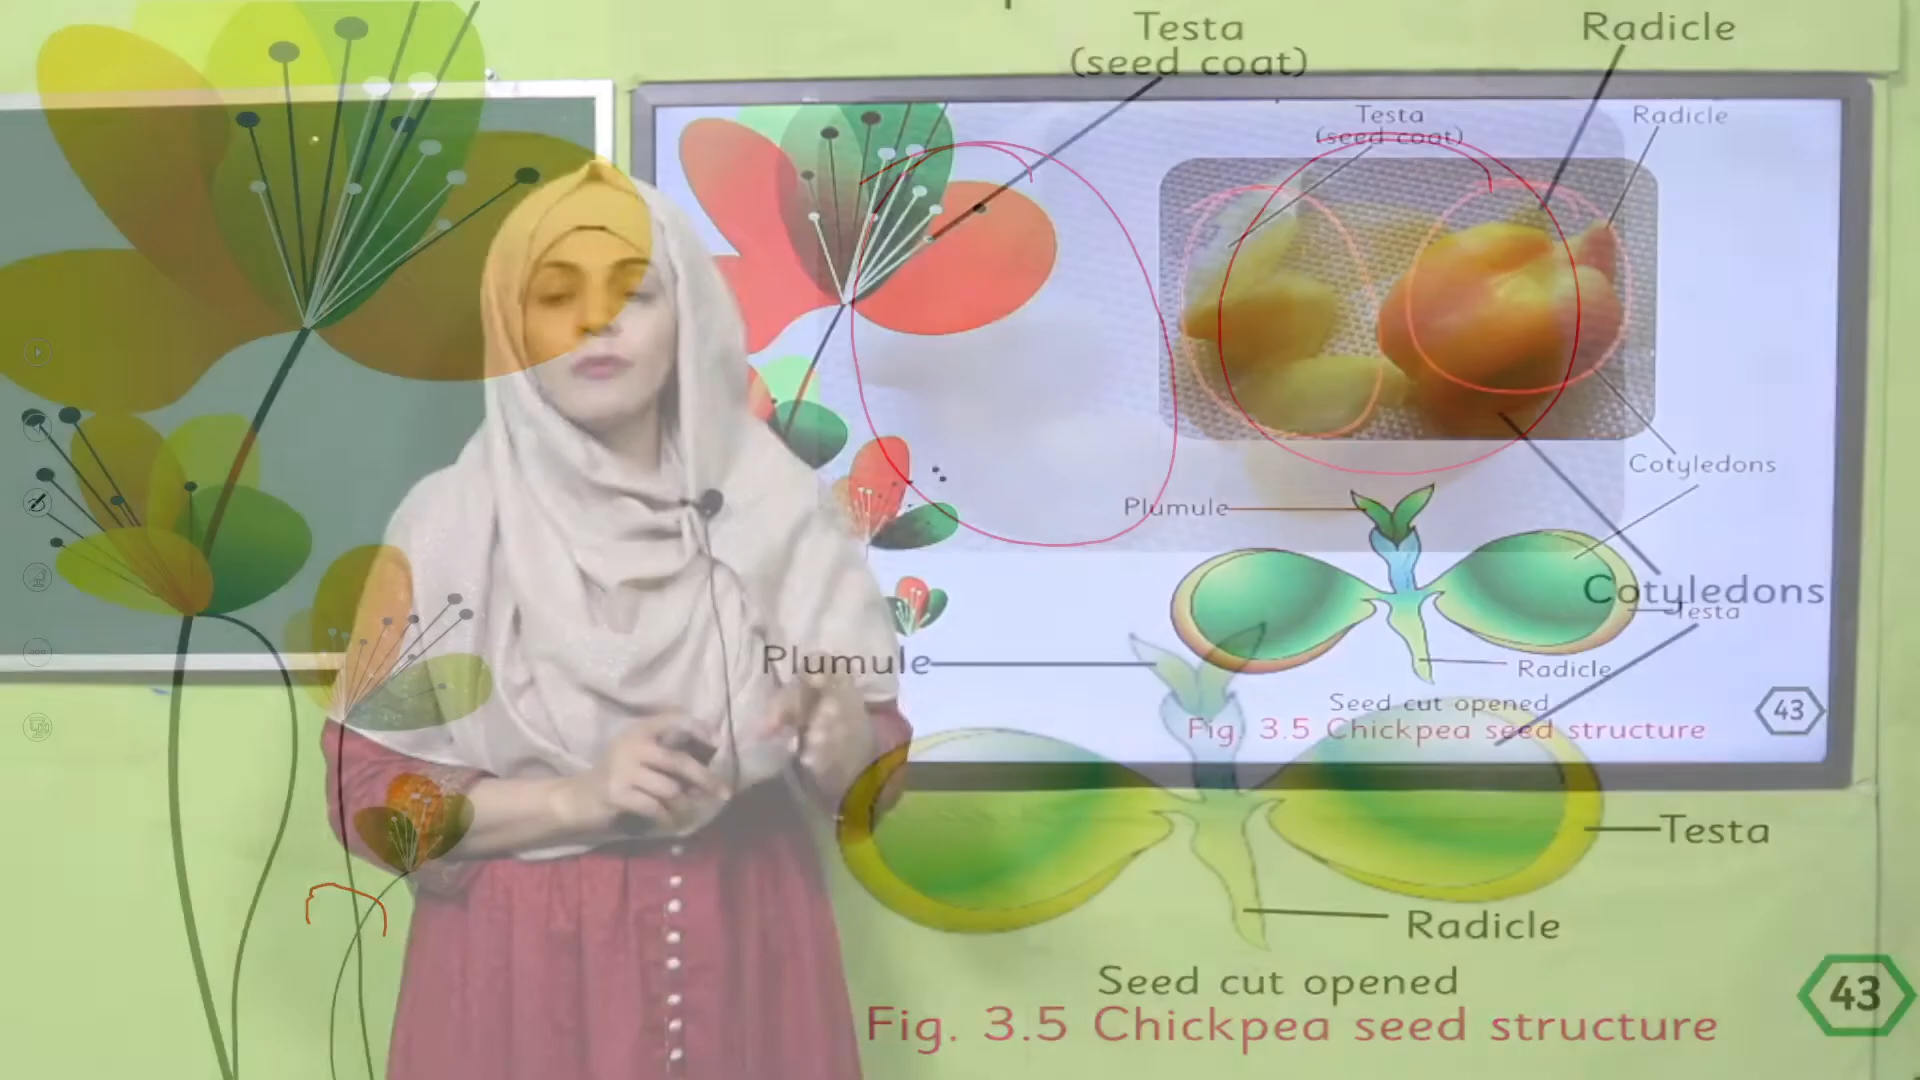 Testa
(seed coat)
Radicle
Testa
(seed coat)
Radicle
Cotyledons
Plumule
Cotyledons
Testa
Radicle
Plumule
Seed cut opened
Fig. 3.5 Chickpea seed structure
43
Testa
Radicle
Seed cut opened
Fig. 3.5 Chickpea seed structure
43